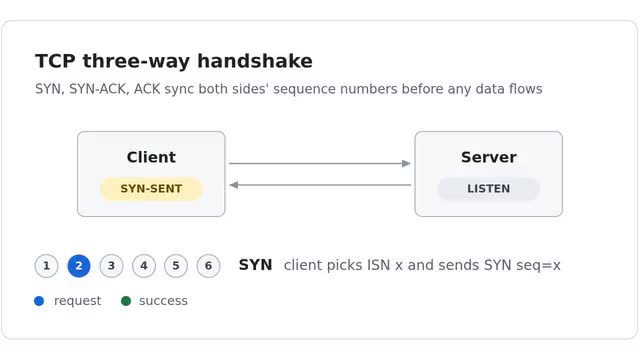 TCP three-way handshake
SYN, SYN-ACK, ACK sync both sides' sequence numbers before any data flows
Client
Server
SYN-SENT
LISTEN
1 2 3 4 5 6 SYN client picks ISN x and sends SYN seq=x
request success